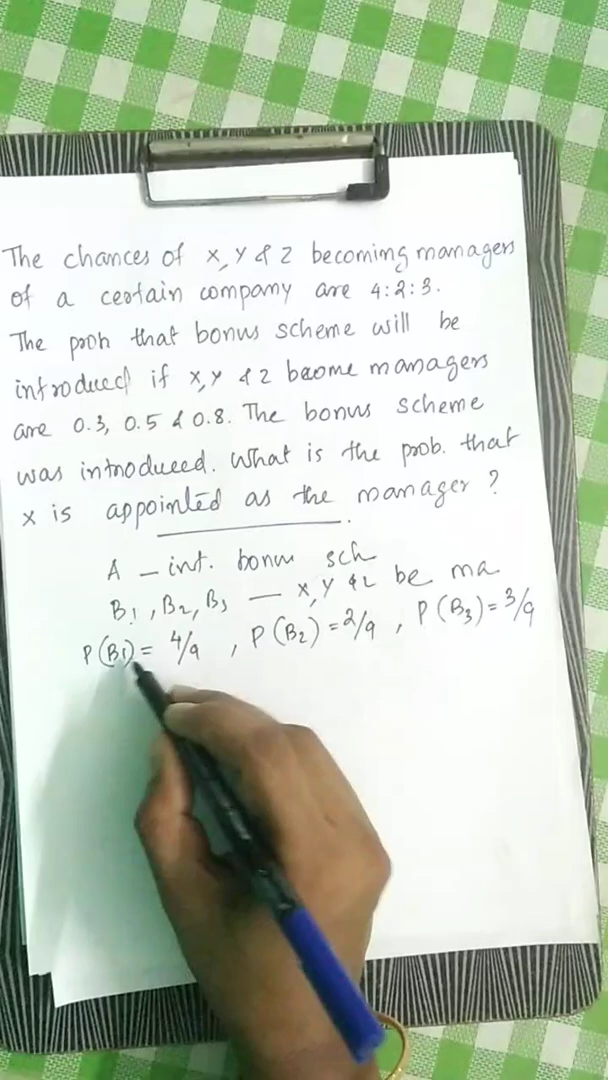 The chances of X, Y & Z becoming managers
of a certain company are 4:2:3.
The prob that bonus scheme will be
introduced if X, Y & Z become managers
are 0.3, 0.5 & 0.8. The bonus scheme
was introduced. What is the prob. that
X is appointed as the manager?
A – int. bonus sch
B1, B2, B3 — X, Y & Z be ma
P(B1) = 4/9, P(B2) = 2/9, P(B3) = 3/9